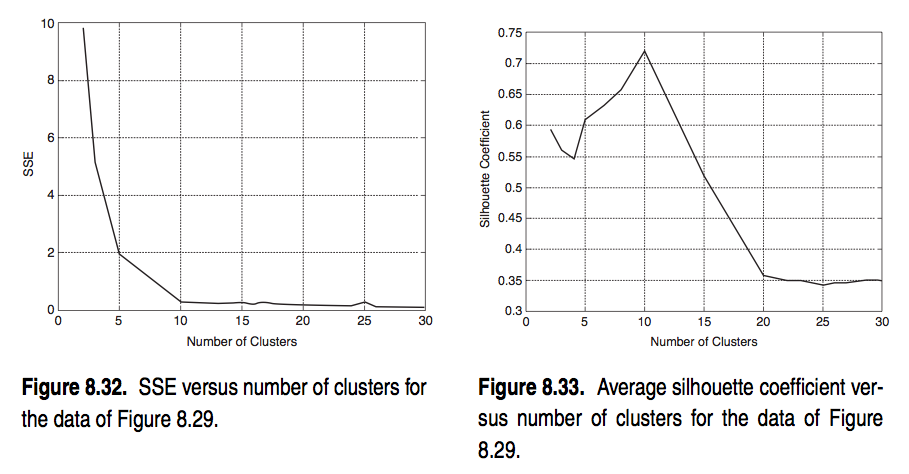 10
8
6
4
2
0
SSE
0 5 10 15 20 25 30
Number of Clusters
Figure 8.32. SSE versus number of clusters for
the data of Figure 8.29.
0.75
0.7
0.65
0.6
0.55
0.5
0.45
0.4
0.35
0.3
Silhouette Coefficient
0 5 10 15 20 25 30
Number of Clusters
Figure 8.33. Average silhouette coefficient ver-
sus number of clusters for the data of Figure
8.29.